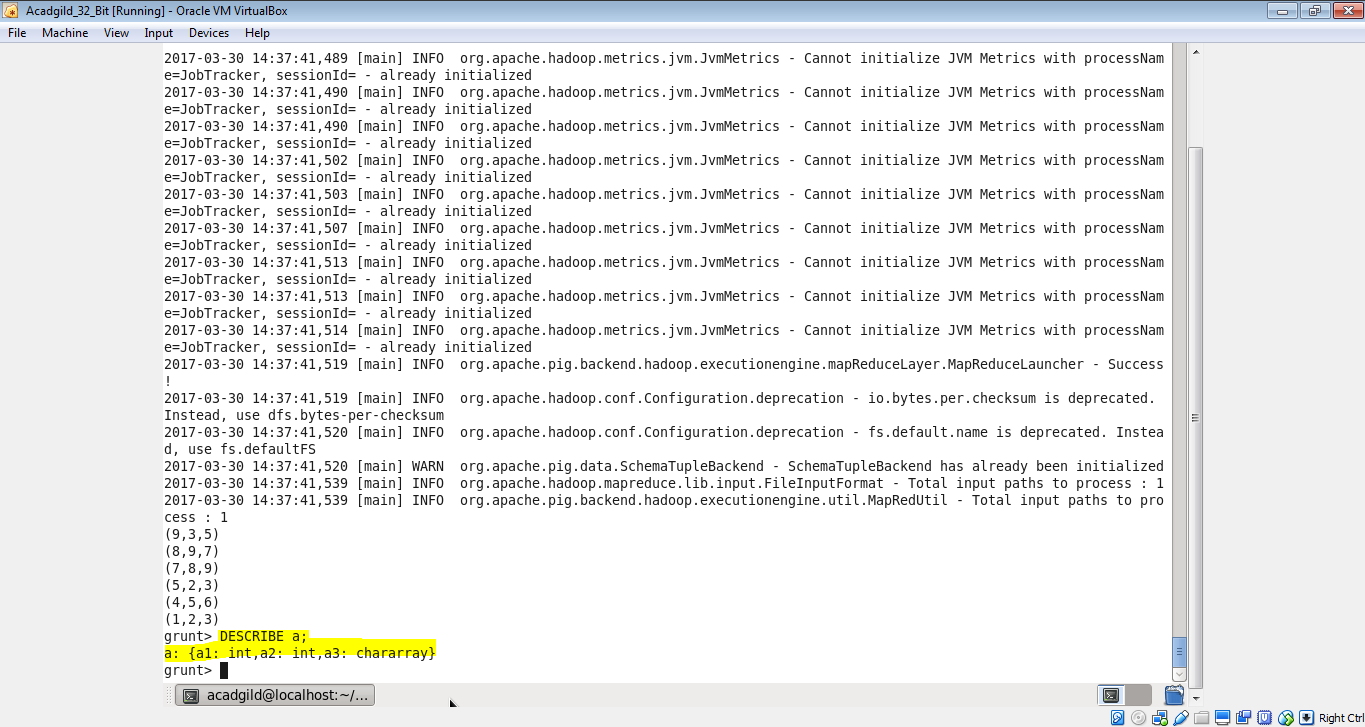 Acadgild_32_Bit [Running] - Oracle VM VirtualBox
File Machine View Input Devices Help
2017-03-30 14:37:41,489 [main] INFO  org.apache.hadoop.metrics.jvm.JvmMetrics - Cannot initialize JVM Metrics with processNam
e=JobTracker, sessionId= - already initialized
2017-03-30 14:37:41,490 [main] INFO  org.apache.hadoop.metrics.jvm.JvmMetrics - Cannot initialize JVM Metrics with processNam
e=JobTracker, sessionId= - already initialized
2017-03-30 14:37:41,490 [main] INFO  org.apache.hadoop.metrics.jvm.JvmMetrics - Cannot initialize JVM Metrics with processNam
e=JobTracker, sessionId= - already initialized
2017-03-30 14:37:41,502 [main] INFO  org.apache.hadoop.metrics.jvm.JvmMetrics - Cannot initialize JVM Metrics with processNam
e=JobTracker, sessionId= - already initialized
2017-03-30 14:37:41,503 [main] INFO  org.apache.hadoop.metrics.jvm.JvmMetrics - Cannot initialize JVM Metrics with processNam
e=JobTracker, sessionId= - already initialized
2017-03-30 14:37:41,507 [main] INFO  org.apache.hadoop.metrics.jvm.JvmMetrics - Cannot initialize JVM Metrics with processNam
e=JobTracker, sessionId= - already initialized
2017-03-30 14:37:41,513 [main] INFO  org.apache.hadoop.metrics.jvm.JvmMetrics - Cannot initialize JVM Metrics with processNam
e=JobTracker, sessionId= - already initialized
2017-03-30 14:37:41,513 [main] INFO  org.apache.hadoop.metrics.jvm.JvmMetrics - Cannot initialize JVM Metrics with processNam
e=JobTracker, sessionId= - already initialized
2017-03-30 14:37:41,514 [main] INFO  org.apache.hadoop.metrics.jvm.JvmMetrics - Cannot initialize JVM Metrics with processNam
e=JobTracker, sessionId= - already initialized
2017-03-30 14:37:41,519 [main] INFO  org.apache.pig.backend.hadoop.executionengine.mapReduceLayer.MapReduceLauncher - Success
!
2017-03-30 14:37:41,519 [main] INFO  org.apache.hadoop.conf.Configuration.deprecation - io.bytes.per.checksum is deprecated.
Instead, use dfs.bytes-per-checksum
2017-03-30 14:37:41,520 [main] INFO  org.apache.hadoop.conf.Configuration.deprecation - fs.default.name is deprecated. Instea
d, use fs.defaultFS
2017-03-30 14:37:41,520 [main] WARN  org.apache.pig.data.SchemaTupleBackend - SchemaTupleBackend has already been initialized
2017-03-30 14:37:41,539 [main] INFO  org.apache.hadoop.mapreduce.lib.input.FileInputFormat - Total input paths to process : 1
2017-03-30 14:37:41,539 [main] INFO  org.apache.pig.backend.hadoop.executionengine.util.MapRedUtil - Total input paths to pro
cess : 1
(9,3,5)
(8,9,7)
(7,8,9)
(5,2,3)
(4,5,6)
(1,2,3)
grunt> DESCRIBE a;
a: {a1: int,a2: int,a3: chararray}
grunt>
acadgild@localhost:~/...
Right Ctrl